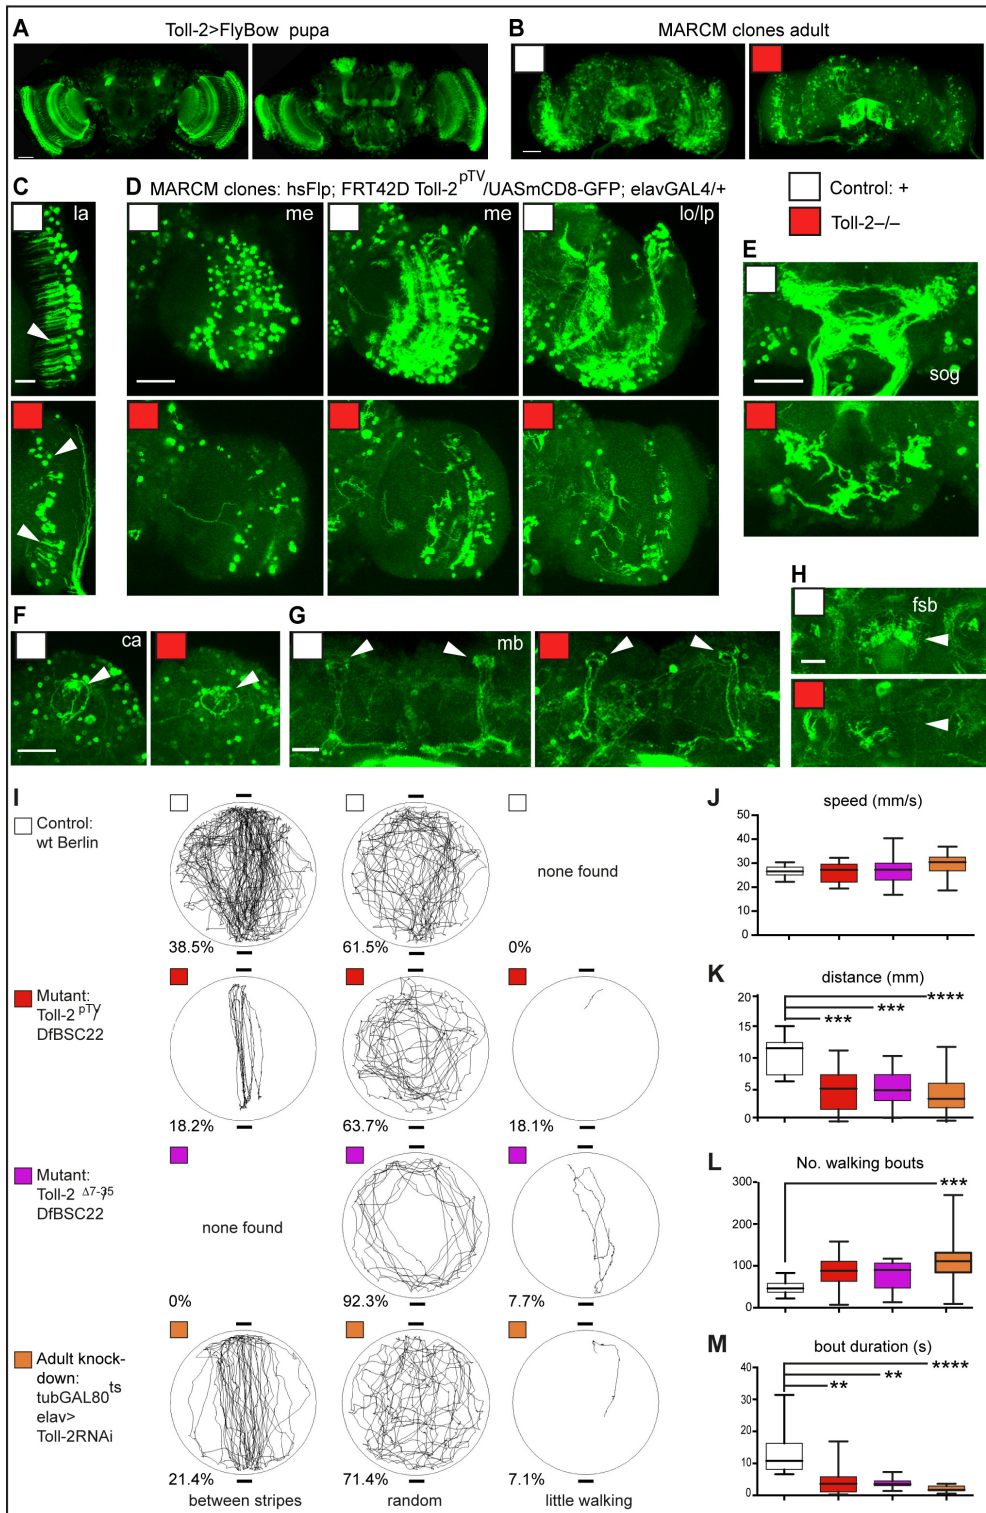 A
Toll-2>FlyBow pupa
B
MARCM clones adult
C
la
D
MARCM clones: hsFlp; FRT42D Toll-2pTV/UASmCD8-GFP; elavGAL4/+
me
me
lo/lp
Control: +
Toll-2–/–
E
sog
F
ca
G
mb
H
fsb
I
Control:
wt Berlin
38.5%
61.5%
none found
0%
Mutant:
Toll-2 pTV/
DfBSC22
18.2%
63.7%
18.1%
Mutant:
Toll-2 Δ7-35/
DfBSC22
none found
0%
92.3%
7.7%
Adult knock-
down:
tubGAL80ts
elav>
Toll-2RNAi
21.4%
71.4%
7.1%
between stripes
random
little walking
J
speed (mm/s)
50
40
30
20
10
0
K
distance (mm)
20
15
10
5
0
****
***
***
L
No. walking bouts
300
200
100
0
***
M
bout duration (s)
40
30
20
10
0
****
**
**